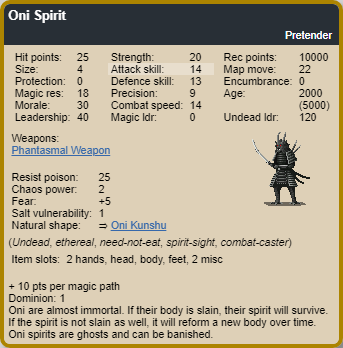 Oni Spirit
Pretender
Hit points: 25 Strength: 20 Rec points: 10000
Size: 4 Attack skill: 14 Map move: 22
Protection: 0 Defence skill: 13 Encumbrance: 0
Magic res: 18 Precision: 9 Age: 2000
Morale: 30 Combat speed: 14 (5000)
Leadership: 40 Magic ldr: 0 Undead ldr: 120
Weapons:
Phantasmal Weapon
Resist poison: 25
Chaos power: 2
Fear: +5
Salt vulnerability: 1
Natural shape: ⇒ Oni Kunshu
(Undead, ethereal, need-not-eat, spirit-sight, combat-caster)
Item slots: 2 hands, head, body, feet, 2 misc
+ 10 pts per magic path
Dominion: 1
Oni are almost immortal. If their body is slain, their spirit will survive.
If the spirit is not slain as well, it will reform a new body over time.
Oni spirits are ghosts and can be banished.